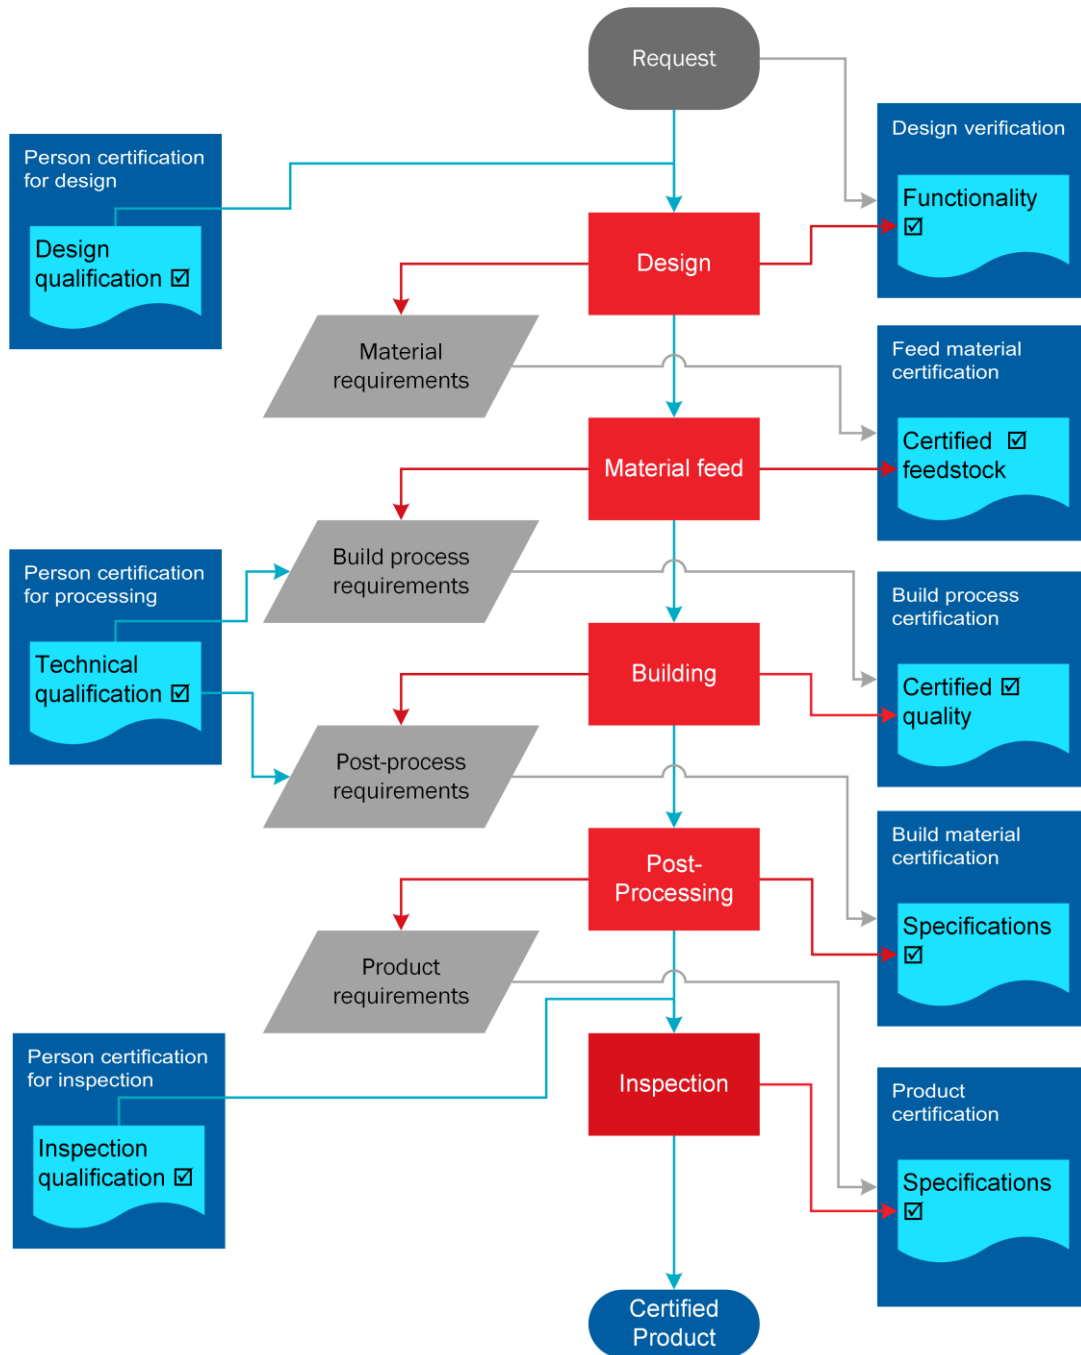 Request
Design verification
Functionality
☑
Person certification
for design
Design
qualification ☑
Design
Material
requirements
Feed material
certification
Certified ☑
feedstock
Material feed
Build process
requirements
Person certification
for processing
Technical
qualification ☑
Build process
certification
Certified ☑
quality
Building
Post-process
requirements
Build material
certification
Specifications
☑
Post-
Processing
Product
requirements
Person certification
for inspection
Inspection
qualification ☑
Inspection
Product
certification
Specifications
☑
Certified
Product